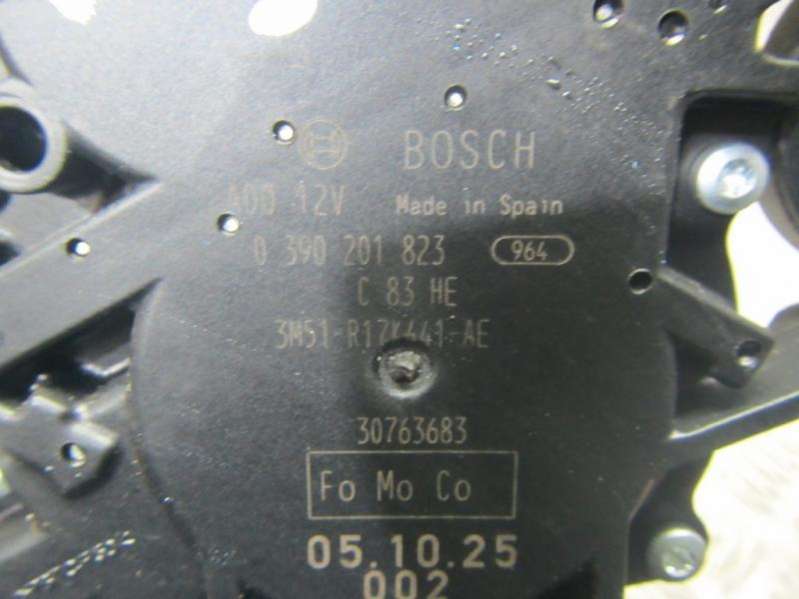 BOSCH
ADD 12V Made in Spain
0 390 201 823 964
C 83 HE
3M51-R17K441-AE
30763683
Fo Mo Co
05.10.25
002